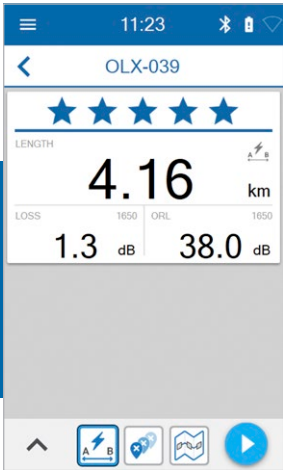 11:23
OLX-039
LENGTH
A B
4.16 km
LOSS 1650 ORL 1650
1.3 dB 38.0 dB
A B